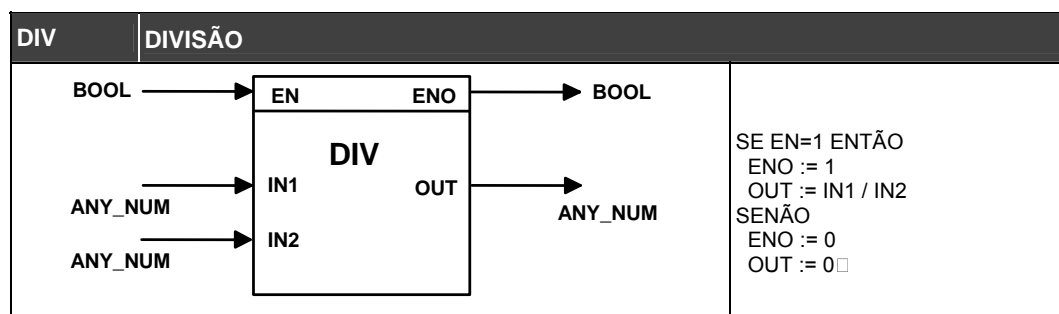 DIV DIVISÃO
BOOL EN ENO BOOL
DIV
IN1 OUT
ANY_NUM ANY_NUM
IN2
ANY_NUM
SE EN=1 ENTÃO
ENO := 1
OUT := IN1 / IN2
SENÃO
ENO := 0
OUT := 0